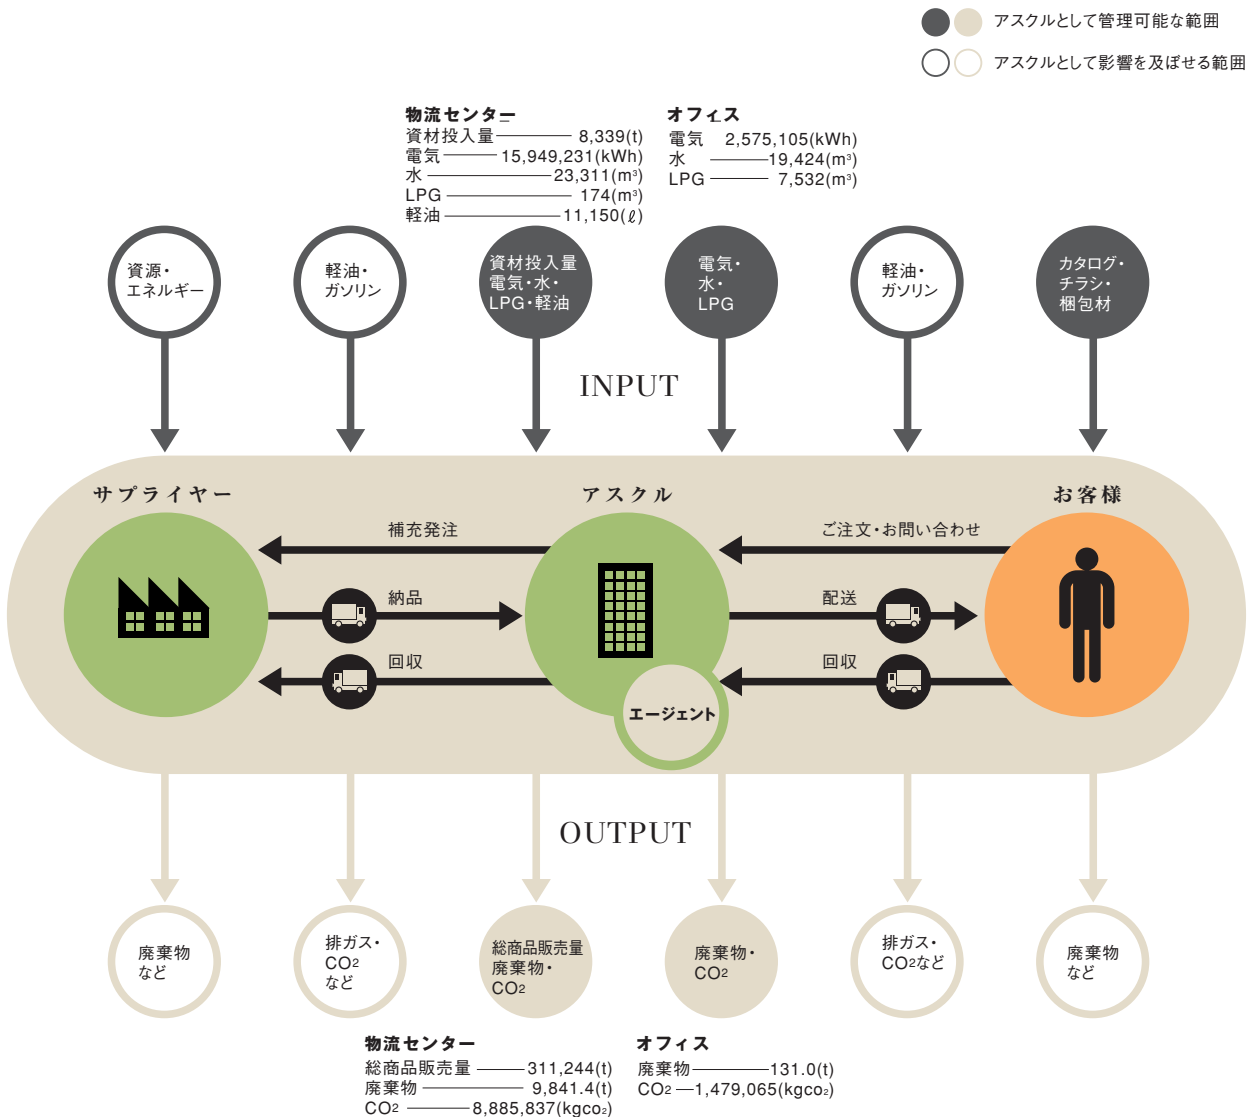 アスクルとして管理可能な範囲
アスクルとして影響を及ぼせる範囲
物流センター
資材投入量 8,339(t)
電気 15,949,231(kWh)
水 23,311(m³)
LPG 174(m³)
軽油 11,150(ℓ)
オフィス
電気 2,575,105(kWh)
水 19,424(m³)
LPG 7,532(m³)
資源・
エネルギー
軽油・
ガソリン
資材投入量
電気・水・
LPG・軽油
電気・
水・
LPG
軽油・
ガソリン
カタログ・
チラシ・
梱包材
INPUT
サプライヤー
アスクル
お客様
補充発注
ご注文・お問い合わせ
納品
配送
回収
回収
エージェント
OUTPUT
廃棄物
など
排ガス・
CO2
など
総商品販売量
廃棄物・
CO2
廃棄物・
CO2
排ガス・
CO2など
廃棄物
など
物流センター
総商品販売量 311,244(t)
廃棄物 9,841.4(t)
CO2 8,885,837(kgco₂)
オフィス
廃棄物 131.0(t)
CO2 1,479,065(kgco₂)